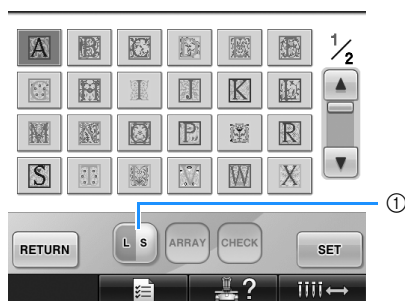 A B C D E F 1/2
G H I J K L
M N O P Q R
S T U V W X
①
RETURN L S ARRAY CHECK SET
?